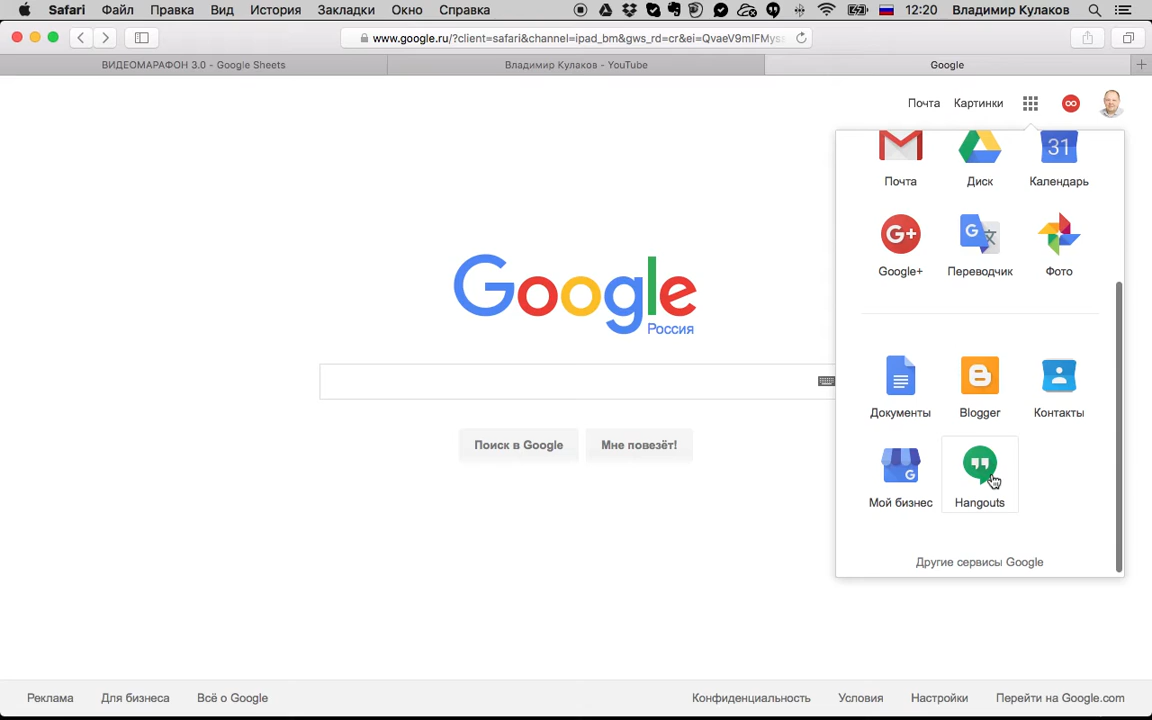 Safari Файл Правка Вид История Закладки Окно Справка 12:20 Владимир Кулаков
www.google.ru/?client=safari&channel=ipad_bm&gws_rd=cr&ei=QvaeV9mIFMyss
ВИДЕОМАРАФОН 3.0 - Google Sheets Владимир Кулаков - YouTube Google
Почта Картинки
31
Почта Диск Календарь
G+ G 文
Google+ Переводчик Фото
Google
Россия
Документы Blogger Контакты
Поиск в Google Мне повезёт!
G
Мой бизнес Hangouts
Другие сервисы Google
Реклама Для бизнеса Всё о Google Конфиденциальность Условия Настройки Перейти на Google.com